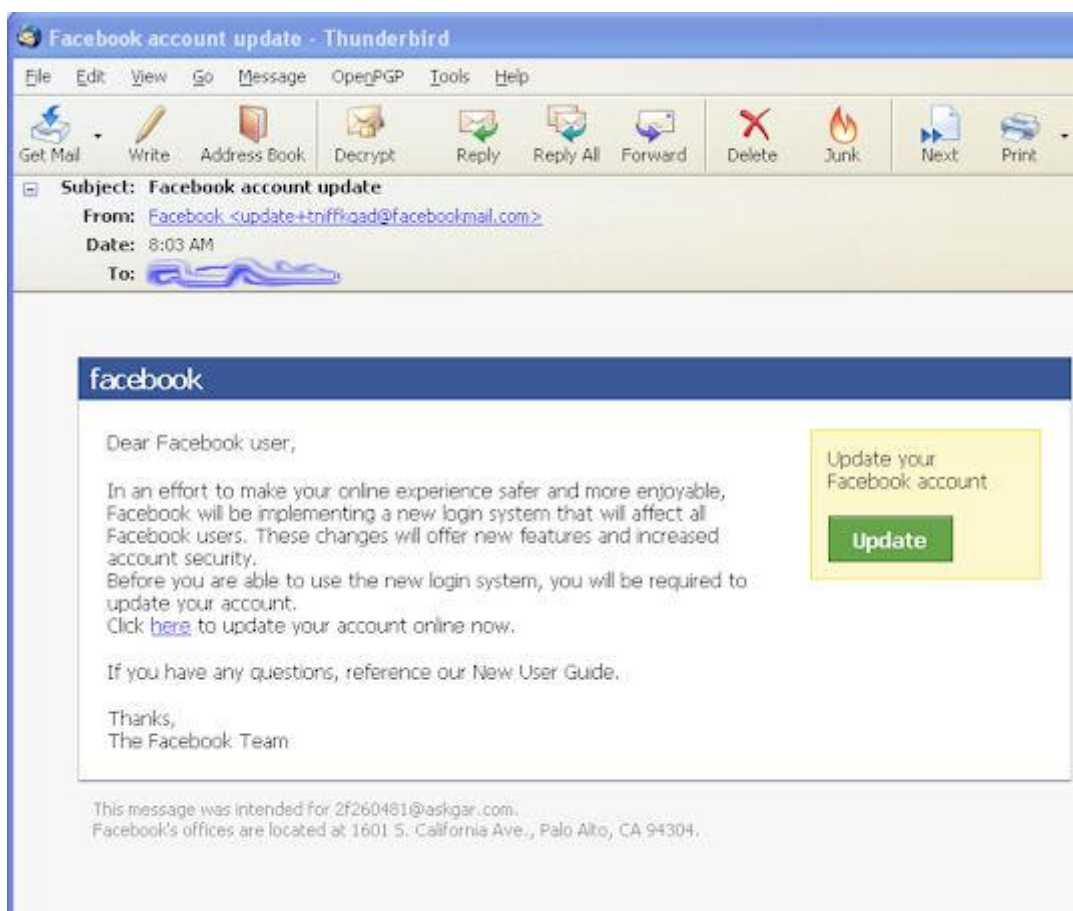 Facebook account update - Thunderbird
File Edit View Go Message OpenPGP Tools Help
Get Mail Write Address Book Decrypt Reply Reply All Forward Delete Junk Next Print
Subject: Facebook account update
From: Facebook <update+tniffkqad@facebookmail.com>
Date: 8:03 AM
To:
facebook
Dear Facebook user,
In an effort to make your online experience safer and more enjoyable,
Facebook will be implementing a new login system that will affect all
Facebook users. These changes will offer new features and increased
account security.
Before you are able to use the new login system, you will be required to
update your account.
Click here to update your account online now.
If you have any questions, reference our New User Guide.
Thanks,
The Facebook Team
Update your
Facebook account
Update
This message was intended for 2f260481@askgar.com.
Facebook's offices are located at 1601 S. California Ave., Palo Alto, CA 94304.